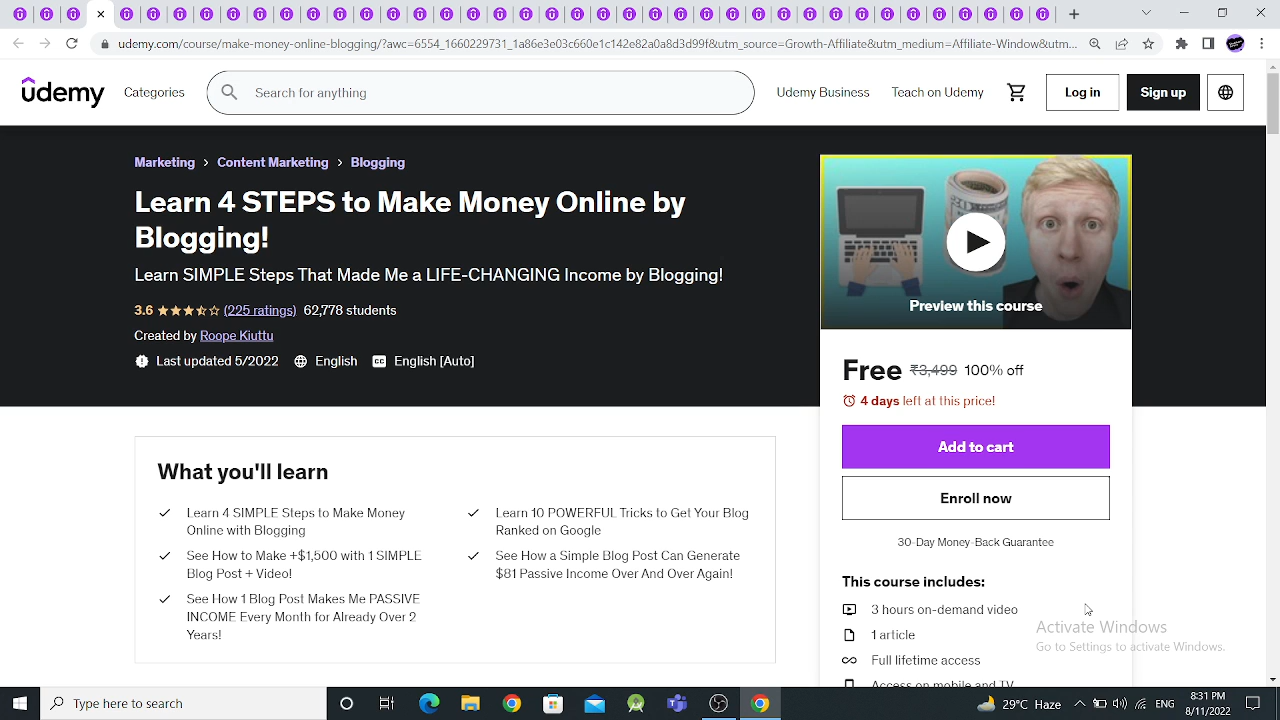 udemy.com/course/make-money-online-blogging/?awc=6554_1660229731_1a86c3e03c660e1c142e82a0a8d3d99f&utm_source=Growth-Affiliate&utm_medium=Affiliate-Window&utm...
udemy
Categories
Search for anything
Udemy Business
Teach on Udemy
Log in
Sign up
Marketing > Content Marketing > Blogging
Learn 4 STEPS to Make Money Online by
Blogging!
Learn SIMPLE Steps That Made Me a LIFE-CHANGING Income by Blogging!
3.6 (225 ratings) 62,778 students
Created by Roope Kiuttu
Last updated 5/2022 English CC English [Auto]
Preview this course
Free ₹3,499 100% off
4 days left at this price!
Add to cart
Enroll now
30-Day Money-Back Guarantee
This course includes:
3 hours on-demand video
1 article
Full lifetime access
Access on mobile and TV
What you'll learn
Learn 4 SIMPLE Steps to Make Money
Online with Blogging
See How to Make +$1,500 with 1 SIMPLE
Blog Post + Video!
See How 1 Blog Post Makes Me PASSIVE
INCOME Every Month for Already Over 2
Years!
Learn 10 POWERFUL Tricks to Get Your Blog
Ranked on Google
See How a Simple Blog Post Can Generate
$81 Passive Income Over And Over Again!
Activate Windows
Go to Settings to activate Windows.
Type here to search
29°C Haze
ENG
8:31 PM
8/11/2022